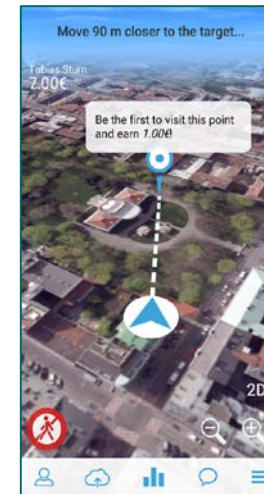 Move 90 m closer to the target...
Tobias Sturn
7.00€
Be the first to visit this point
and earn 1.00€!
2D